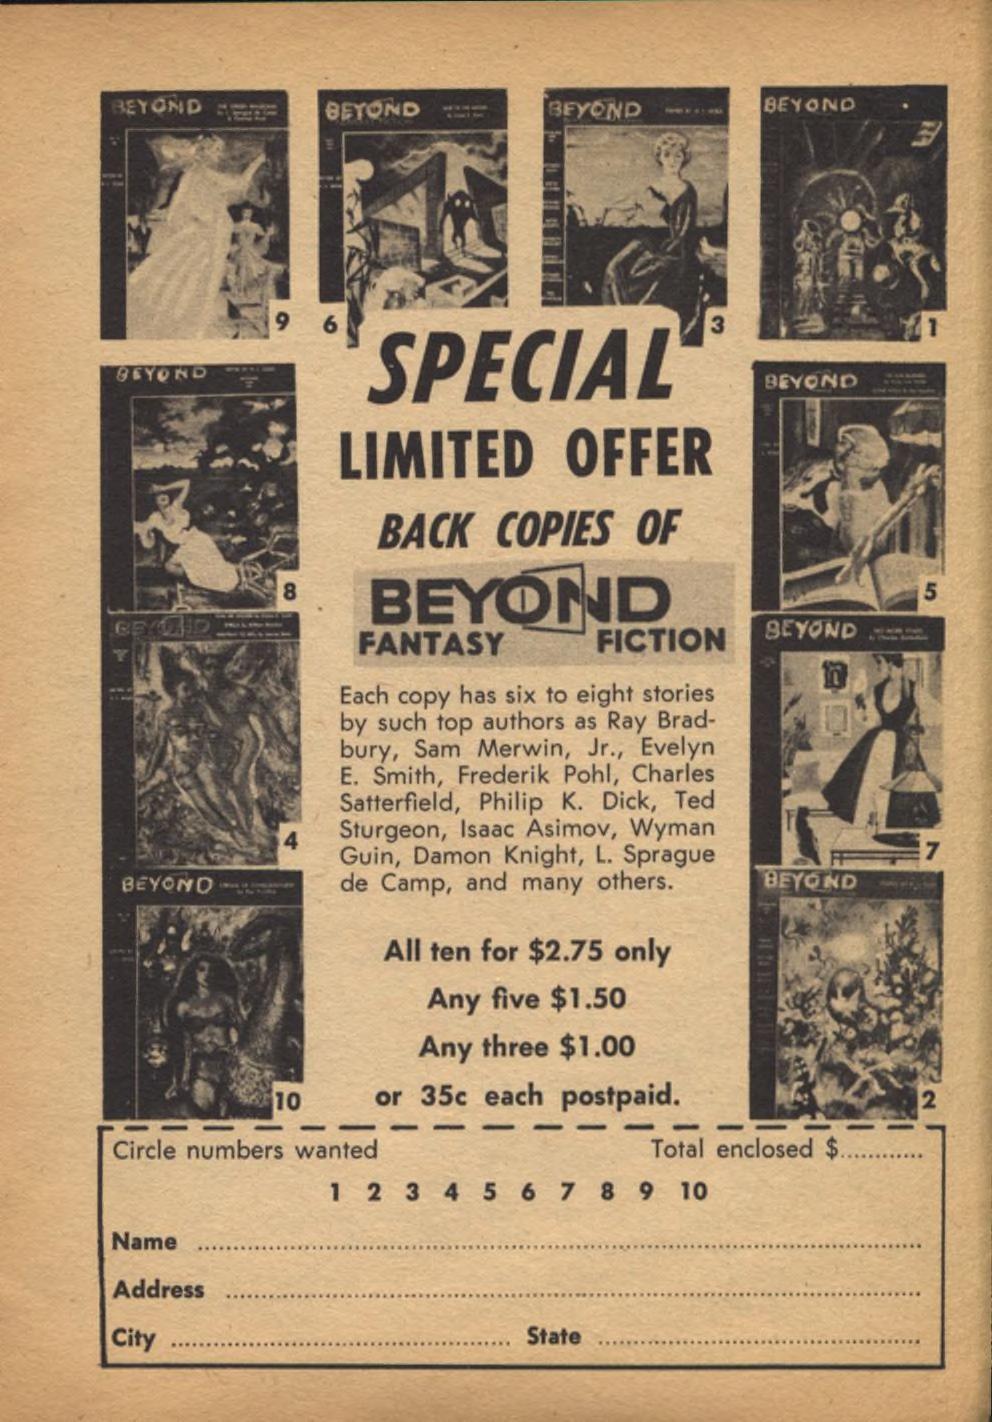 BEYOND
BEYOND
BEYOND
BEYOND
9
6
3
1
SPECIAL
LIMITED OFFER
BACK COPIES OF
BEYOND
FANTASY FICTION
BEYOND
8
BEYOND
5
BEYOND
4
BEYOND
7
BEYOND
10
BEYOND
2
Each copy has six to eight stories
by such top authors as Ray Brad-
bury, Sam Merwin, Jr., Evelyn
E. Smith, Frederik Pohl, Charles
Satterfield, Philip K. Dick, Ted
Sturgeon, Isaac Asimov, Wyman
Guin, Damon Knight, L. Sprague
de Camp, and many others.
All ten for $2.75 only
Any five $1.50
Any three $1.00
or 35c each postpaid.
Circle numbers wanted Total enclosed $............
1 2 3 4 5 6 7 8 9 10
Name
Address
City State